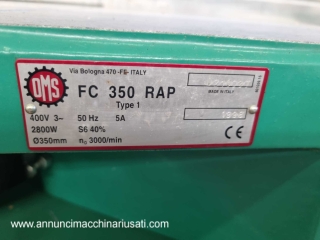 OMS
Via Bologna 470 -FE- ITALY
FC 350 RAP
Type 1
MADE IN ITALY
400V 3~ 50 Hz 5A
2800W S6 40%
Ø350mm n₀ 3000/min
CE
www.annuncimacchinariusati.com